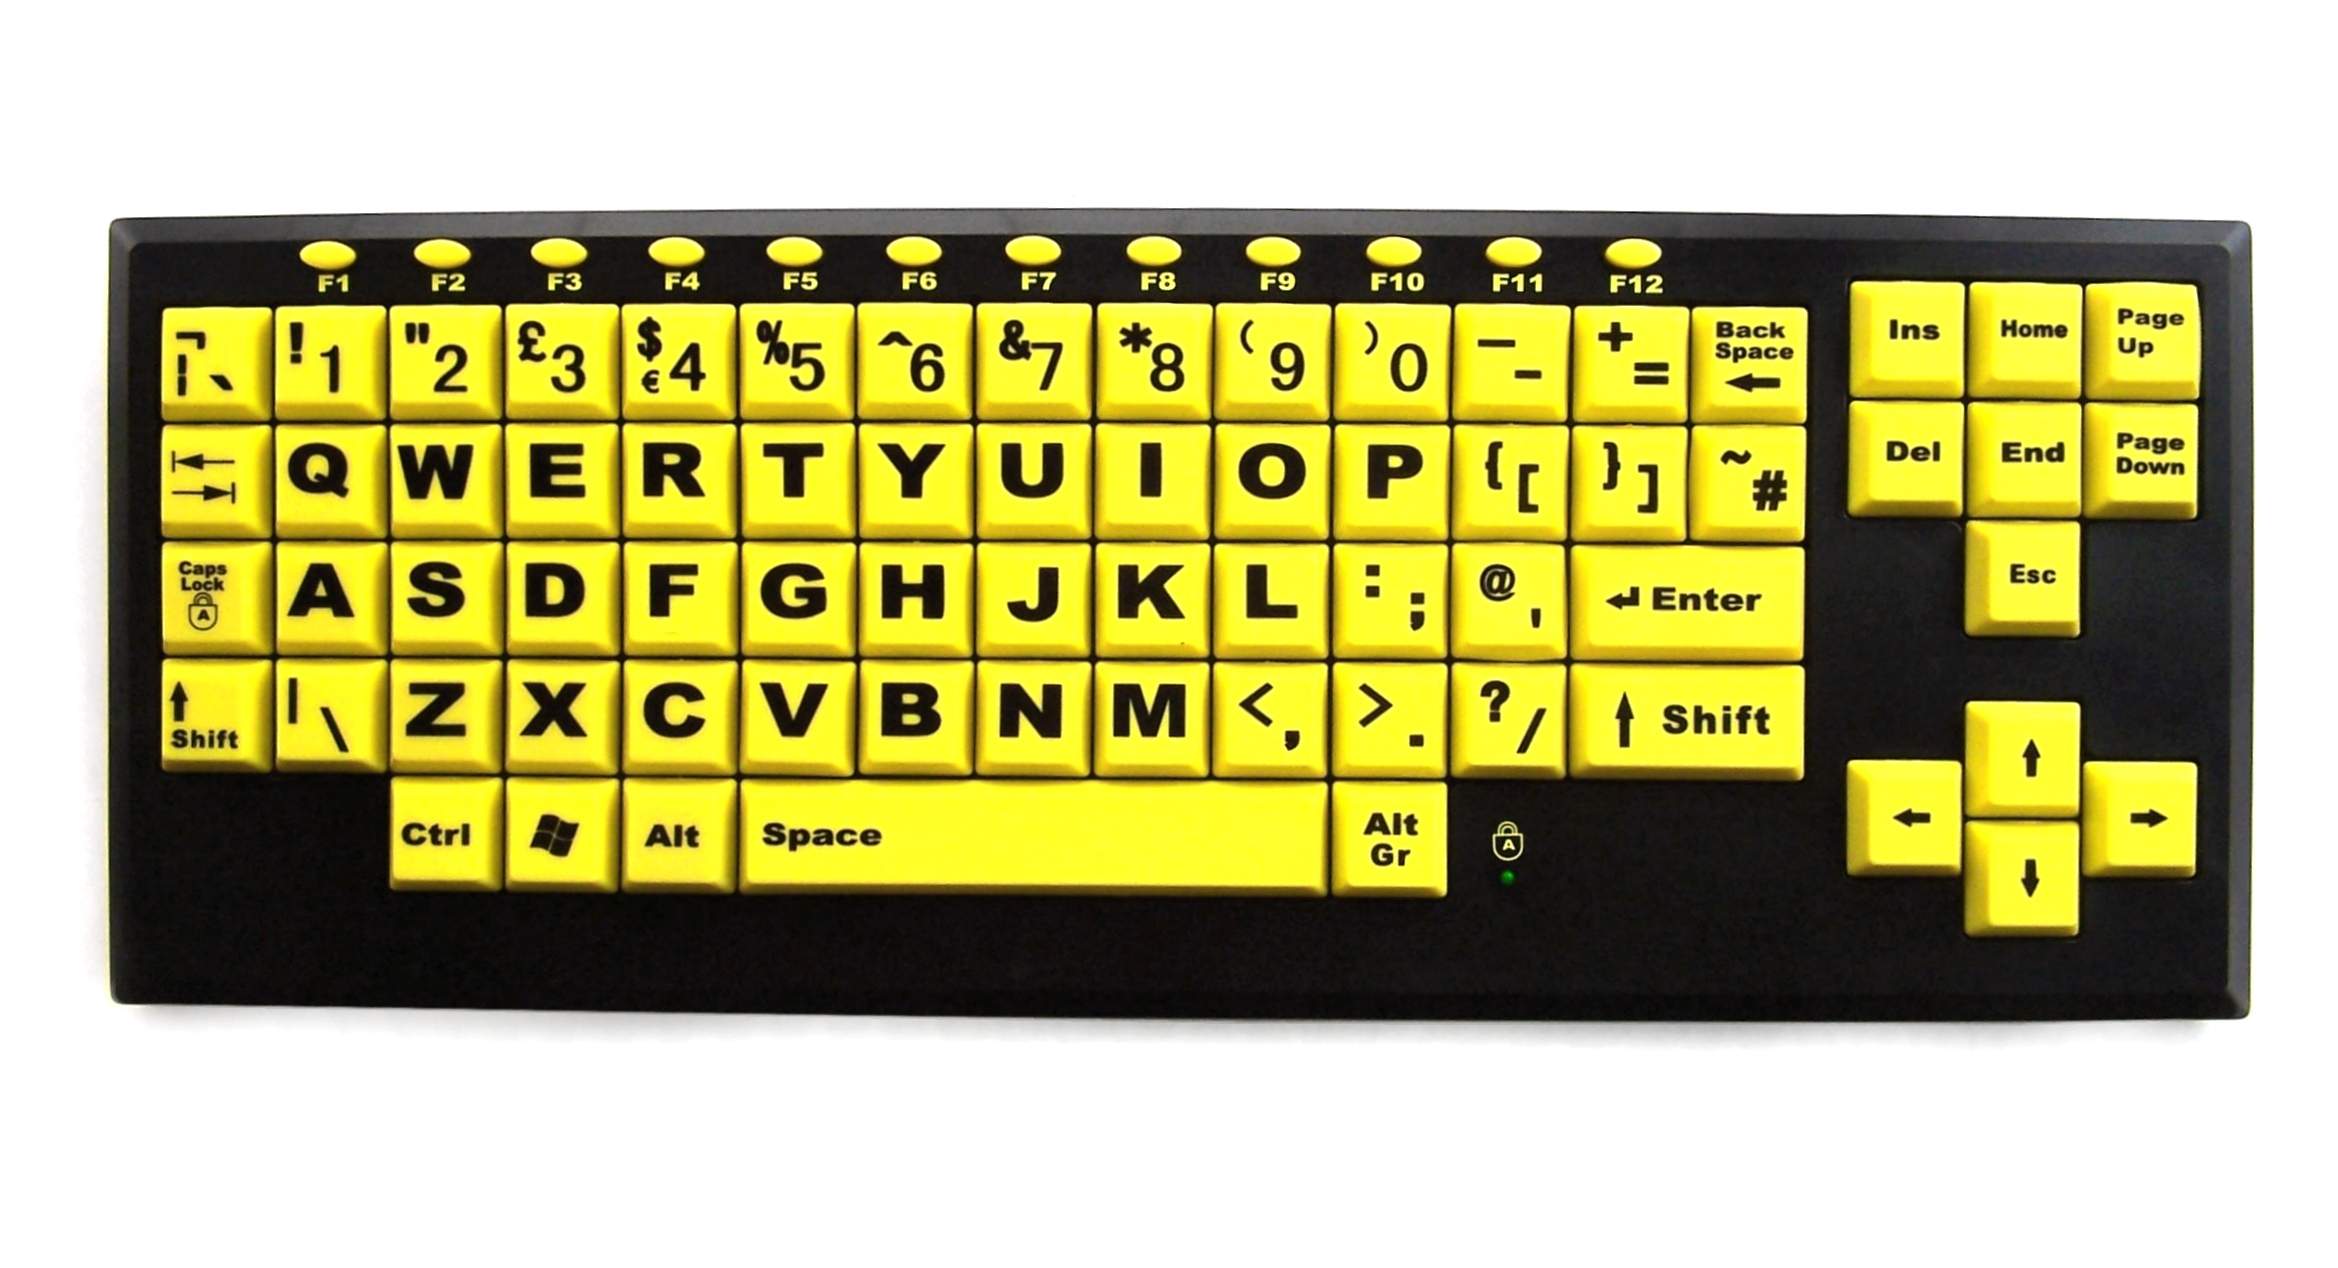 F1 F2 F3 F4 F5 F6 F7 F8 F9 F10 F11 F12
¬ ¦ ` ! 1 " 2 £ 3 $ € 4 % 5 ^ 6 & 7 * 8 ( 9 ) 0 _ - + = Back Space ← Ins Home Page Up
Q W E R T Y U I O P { [ } ] ~ # Del End Page Down
Caps Lock A A S D F G H J K L : ; @ ' ↵ Enter Esc
↑ Shift | \ Z X C V B N M < , > . ? / ↑ Shift ↑
Ctrl Alt Space Alt Gr A ← ↓ →